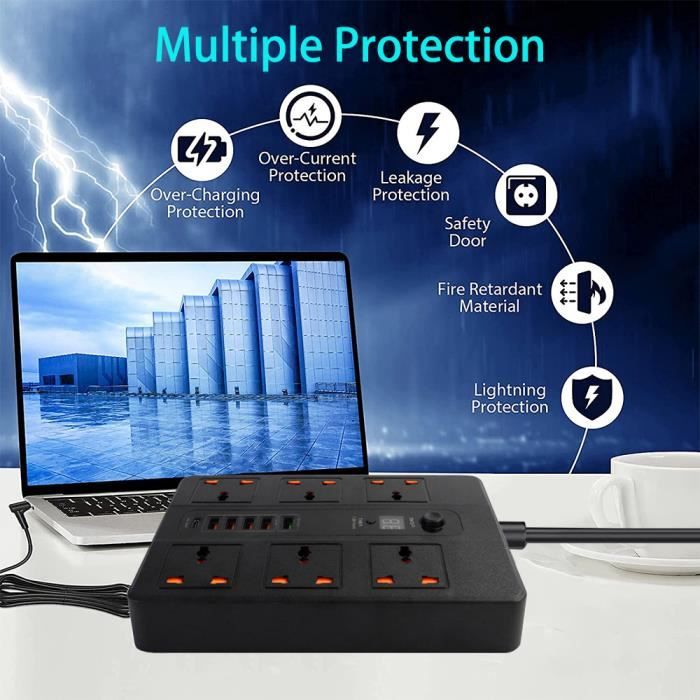 Multiple Protection
Over-Charging
Protection
Over-Current
Protection
Leakage
Protection
Safety
Door
Fire Retardant
Material
Lightning
Protection